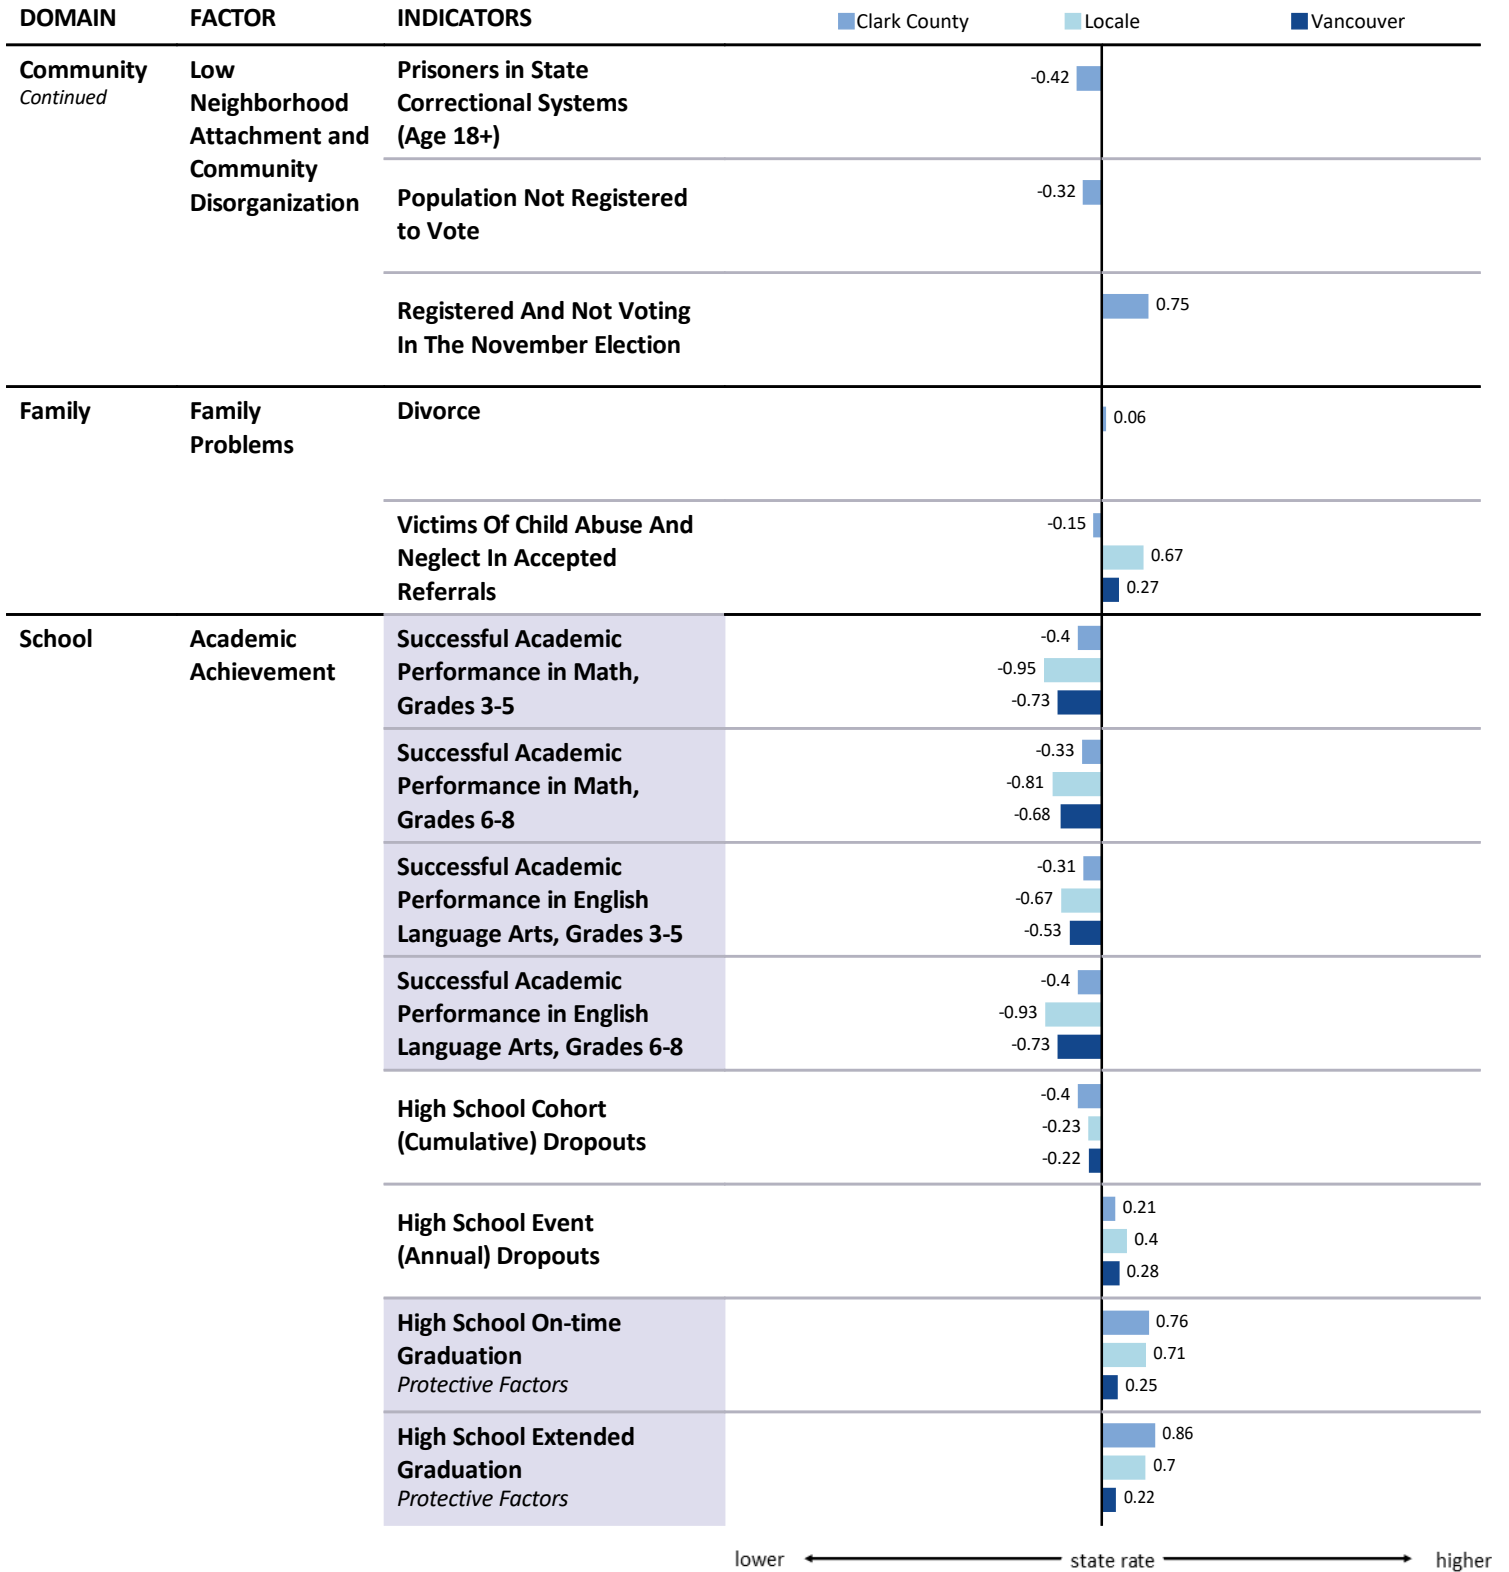 DOMAIN FACTOR INDICATORS Clark County Locale Vancouver
Community Low Prisoners in State
Continued Neighborhood Correctional Systems
Attachment and (Age 18+)
Community
Disorganization
-0.42
Population Not Registered
to Vote
-0.32
Registered And Not Voting
In The November Election
0.75
Family Family Divorce
Problems
0.06
Victims Of Child Abuse And
Neglect In Accepted
Referrals
-0.15
0.67
0.27
School Academic Successful Academic
Achievement Performance in Math,
Grades 3-5
-0.4
-0.95
-0.73
Successful Academic
Performance in Math,
Grades 6-8
-0.33
-0.81
-0.68
Successful Academic
Performance in English
Language Arts, Grades 3-5
-0.31
-0.67
-0.53
Successful Academic
Performance in English
Language Arts, Grades 6-8
-0.4
-0.93
-0.73
High School Cohort
(Cumulative) Dropouts
-0.4
-0.23
-0.22
High School Event
(Annual) Dropouts
0.21
0.4
0.28
High School On-time
Graduation
Protective Factors
0.76
0.71
0.25
High School Extended
Graduation
Protective Factors
0.86
0.7
0.22
lower state rate higher